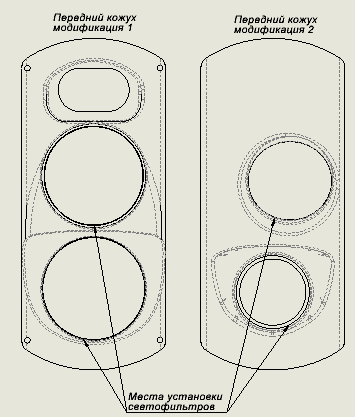 Передний кожух
модификация 1
Передний кожух
модификация 2
Места установки
светофильтров